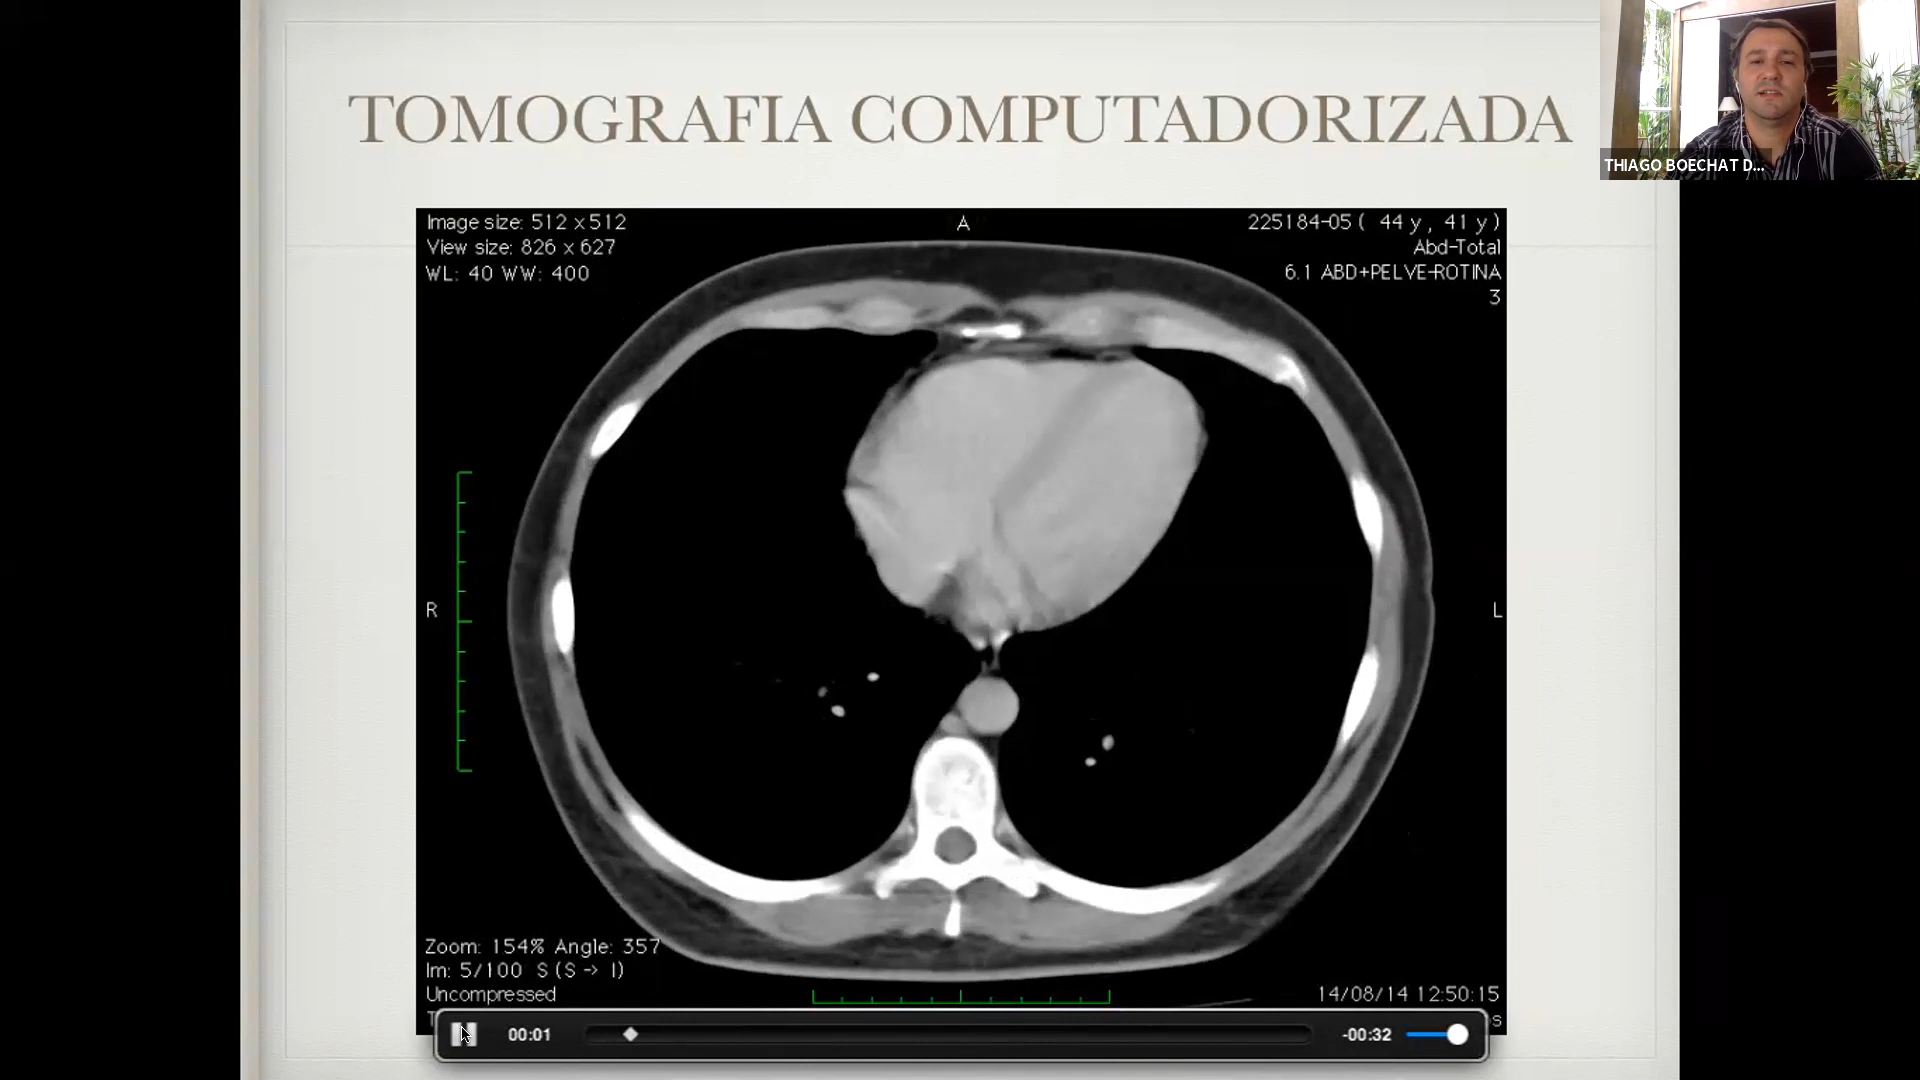 TOMOGRAFIA COMPUTADORIZADA
THIAGO BOECHAT D...
Image size: 512 x 512
View size: 826 x 627
WL: 40 WW: 400
A
225184-05 ( 44 y , 41 y )
Abd-Total
6.1 ABD+PELVE-ROTINA
3
R
L
Zoom: 154% Angle: 357
Im: 5/100 S (S -> I)
Uncompressed
14/08/14 12:50:15
00:01
-00:32